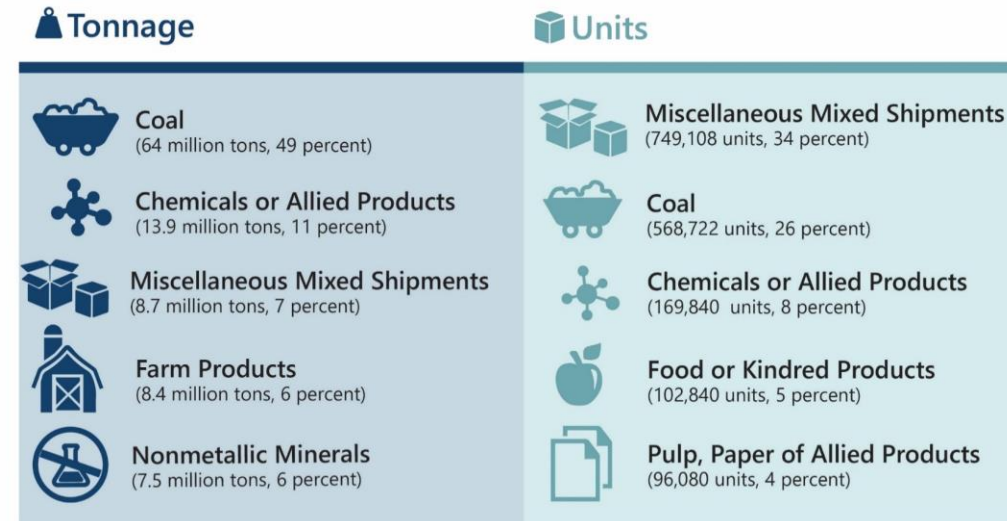 Tonnage
Coal
(64 million tons, 49 percent)
Chemicals or Allied Products
(13.9 million tons, 11 percent)
Miscellaneous Mixed Shipments
(8.7 million tons, 7 percent)
Farm Products
(8.4 million tons, 6 percent)
Nonmetallic Minerals
(7.5 million tons, 6 percent)
Units
Miscellaneous Mixed Shipments
(749,108 units, 34 percent)
Coal
(568,722 units, 26 percent)
Chemicals or Allied Products
(169,840 units, 8 percent)
Food or Kindred Products
(102,840 units, 5 percent)
Pulp, Paper of Allied Products
(96,080 units, 4 percent)